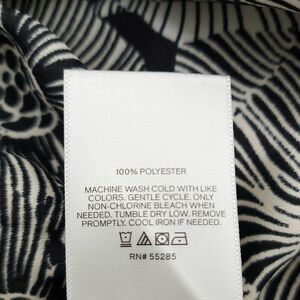 100% POLYESTER
MACHINE WASH COLD WITH LIKE
COLORS. GENTLE CYCLE. ONLY
NON-CHLORINE BLEACH WHEN
NEEDED. TUMBLE DRY LOW. REMOVE
PROMPTLY. COOL IRON IF NEEDED.
RN# 55285